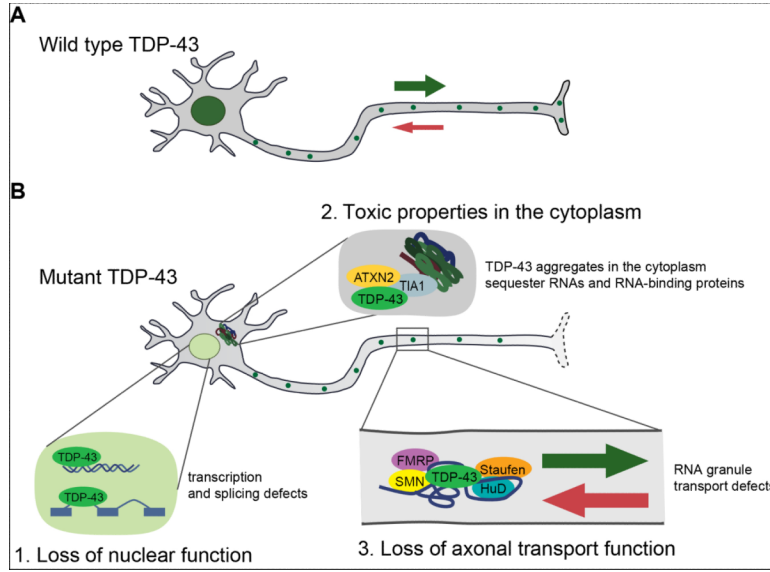 A
Wild type TDP-43
B
2. Toxic properties in the cytoplasm
Mutant TDP-43
ATXN2
TIA1
TDP-43
TDP-43 aggregates in the cytoplasm
sequester RNAs and RNA-binding proteins
TDP-43
TDP-43
transcription
and splicing defects
FMRP
SMN
TDP-43
Staufen
HuD
RNA granule
transport defects
1. Loss of nuclear function
3. Loss of axonal transport function